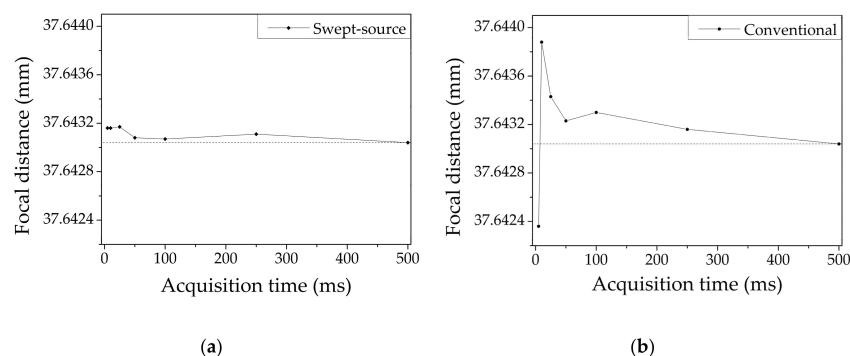 Swept-source
37.6440
37.6436
37.6432
37.6428
37.6424
Focal distance (mm)
0 100 200 300 400 500
Acquisition time (ms)
(a)
Conventional
37.6440
37.6436
37.6432
37.6428
37.6424
Focal distance (mm)
0 100 200 300 400 500
Acquisition time (ms)
(b)